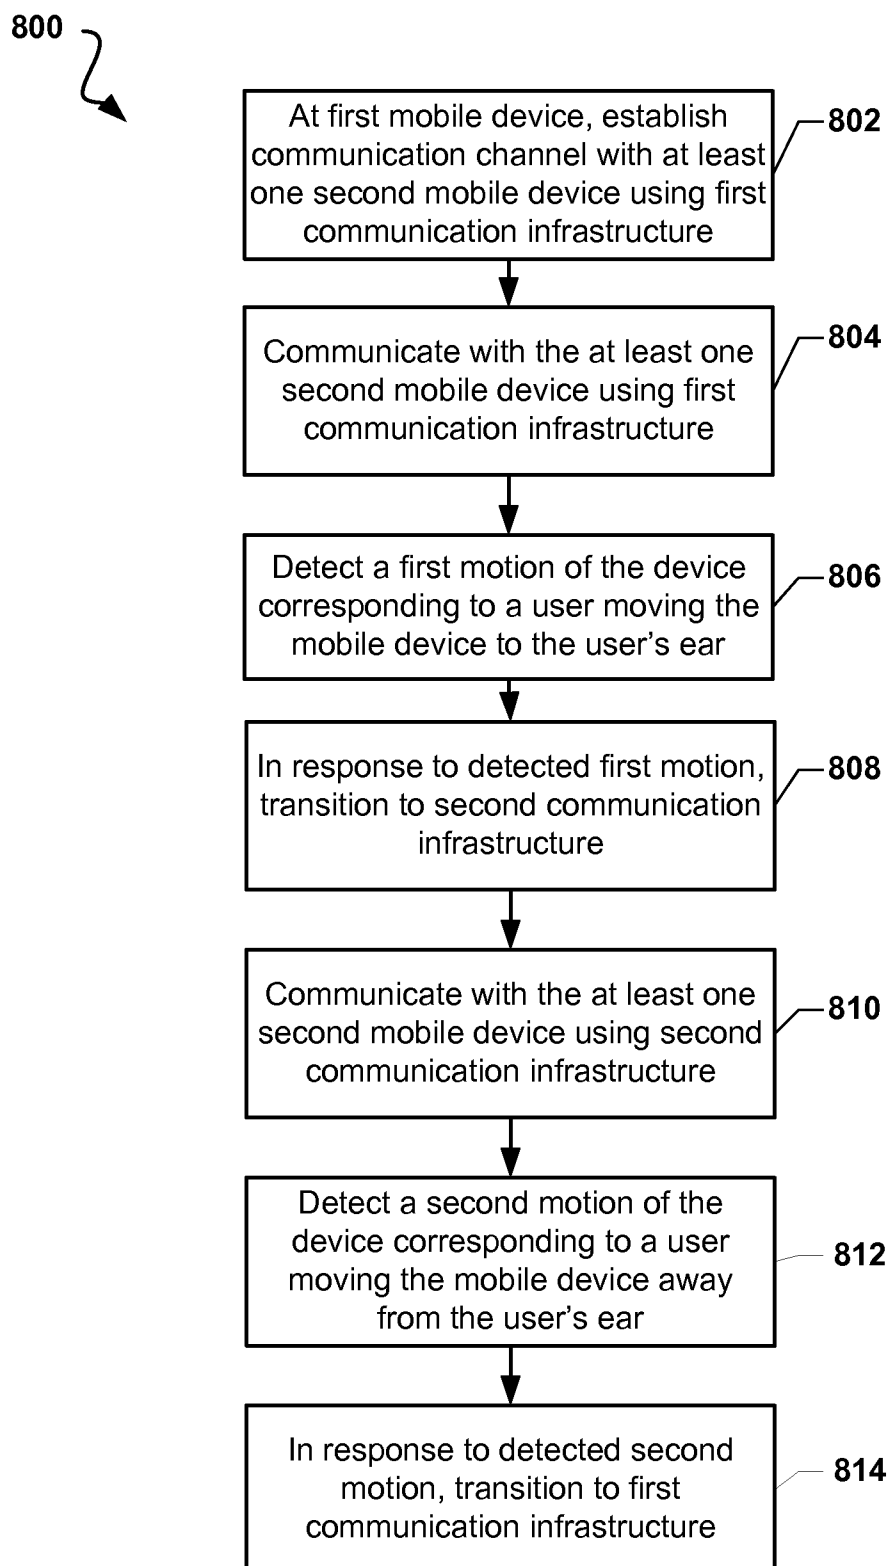 800
At first mobile device, establish
communication channel with at least
one second mobile device using first
communication infrastructure
802
Communicate with the at least one
second mobile device using first
communication infrastructure
804
Detect a first motion of the device
corresponding to a user moving the
mobile device to the user's ear
806
In response to detected first motion,
transition to second communication
infrastructure
808
Communicate with the at least one
second mobile device using second
communication infrastructure
810
Detect a second motion of the
device corresponding to a user
moving the mobile device away
from the user's ear
812
In response to detected second
motion, transition to first
communication infrastructure
814